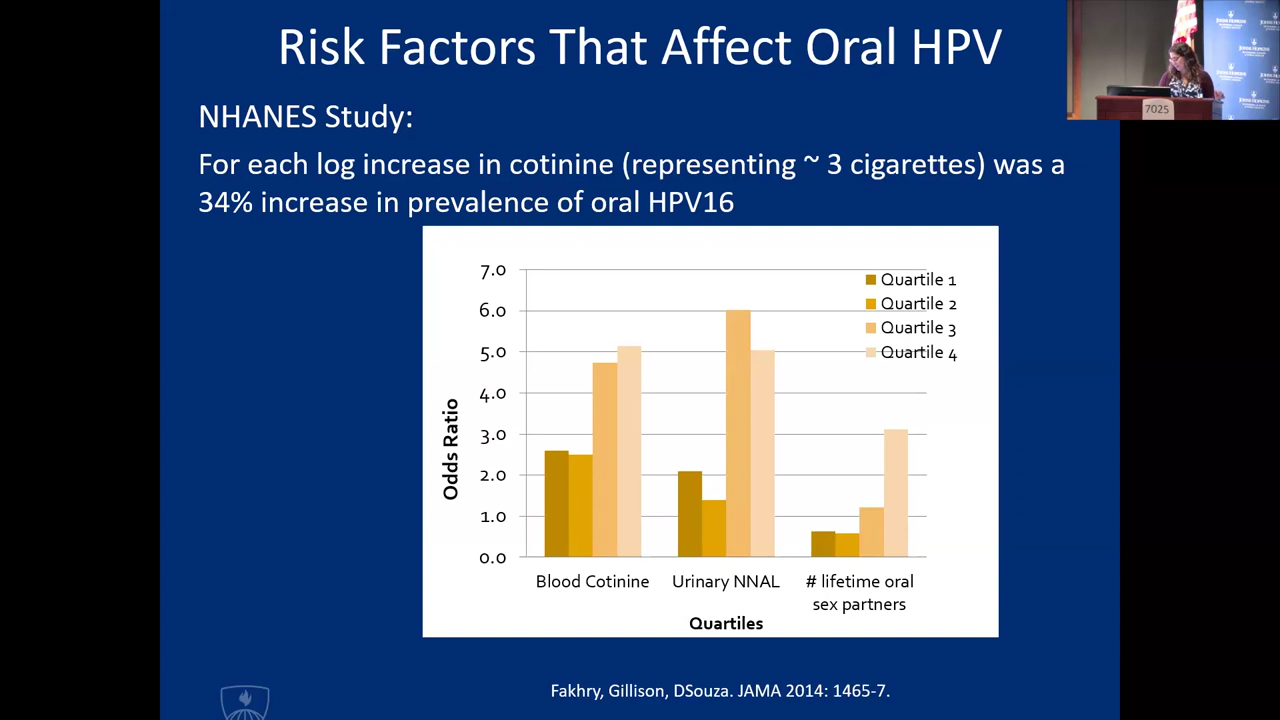 Risk Factors That Affect Oral HPV
NHANES Study:
For each log increase in cotinine (representing ~ 3 cigarettes) was a
34% increase in prevalence of oral HPV16
7.0
6.0
5.0
4.0
3.0
2.0
1.0
0.0
Odds Ratio
Quartile 1
Quartile 2
Quartile 3
Quartile 4
Blood Cotinine
Urinary NNAL
# lifetime oral
sex partners
Quartiles
Fakhry, Gillison, DSouza. JAMA 2014: 1465-7.
7025
JOHNS HOPKINS